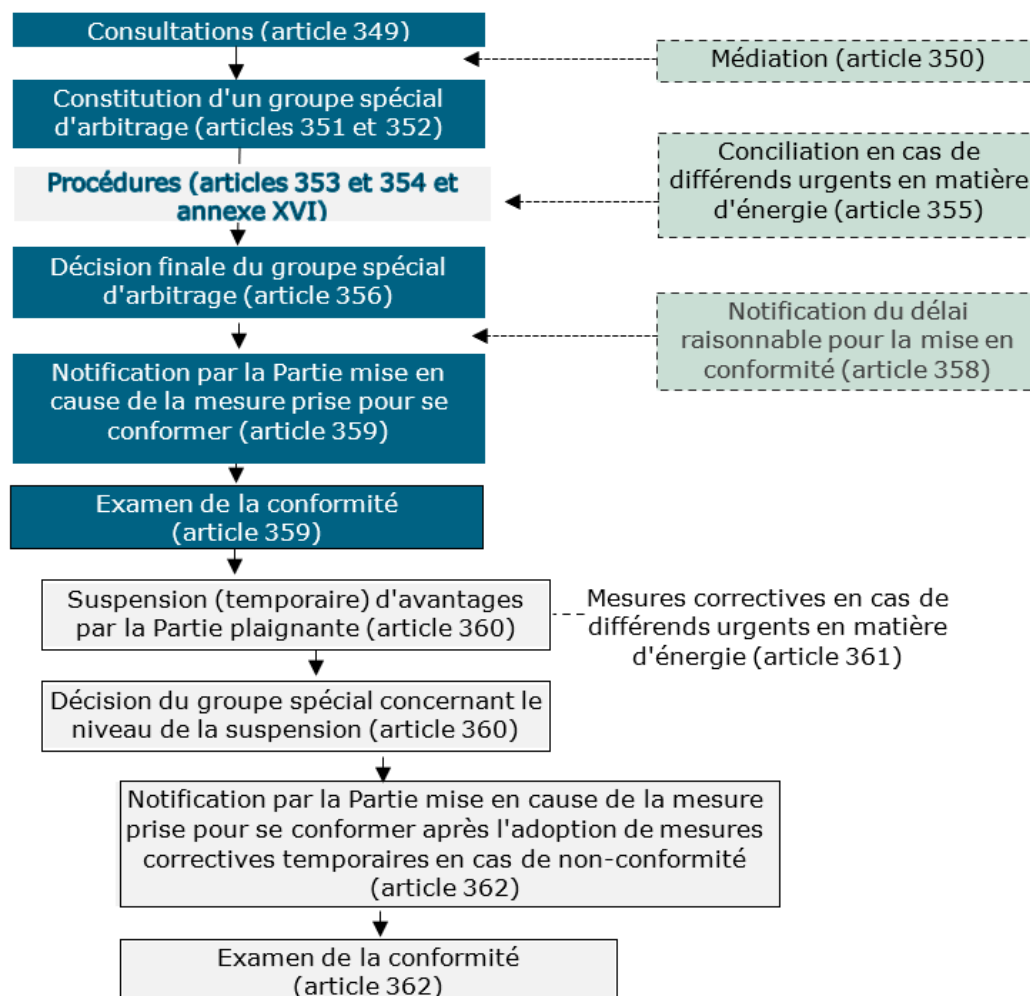 Consultations (article 349)
Médiation (article 350)
Constitution d'un groupe spécial
d'arbitrage (articles 351 et 352)
Conciliation en cas de
différends urgents en matière
d'énergie (article 355)
Procédures (articles 353 et 354 et
annexe XVI)
Décision finale du groupe spécial
d'arbitrage (article 356)
Notification du délai
raisonnable pour la mise en
conformité (article 358)
Notification par la Partie mise en
cause de la mesure prise pour se
conformer (article 359)
Examen de la conformité
(article 359)
Suspension (temporaire) d'avantages
par la Partie plaignante (article 360)
Mesures correctives en cas de
différends urgents en matière
d'énergie (article 361)
Décision du groupe spécial concernant le
niveau de la suspension (article 360)
Notification par la Partie mise en cause de la mesure
prise pour se conformer après l'adoption de mesures
correctives temporaires en cas de non-conformité
(article 362)
Examen de la conformité
(article 362)